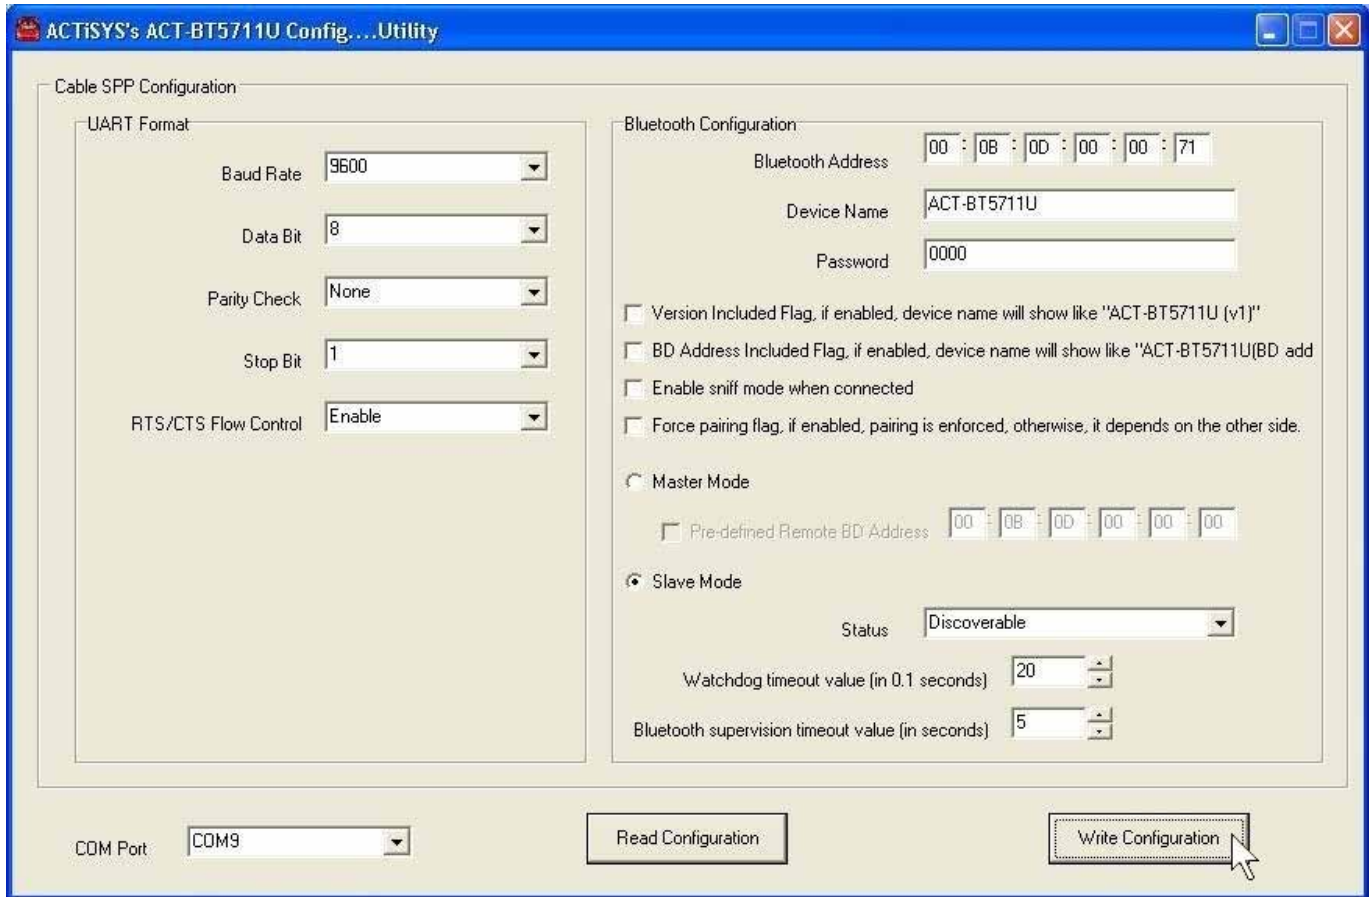 ACTiSYS's ACT-BT5711U Config....Utility
Cable SPP Configuration
UART Format
Baud Rate 9600
Data Bit 8
Parity Check None
Stop Bit 1
RTS/CTS Flow Control Enable
Bluetooth Configuration
Bluetooth Address 00 : 0B : 0D : 00 : 00 : 71
Device Name ACT-BT5711U
Password 0000
Version Included Flag, if enabled, device name will show like "ACT-BT5711U (v1)"
BD Address Included Flag, if enabled, device name will show like "ACT-BT5711U(BD add
Enable sniff mode when connected
Force pairing flag, if enabled, pairing is enforced, otherwise, it depends on the other side.
Master Mode
Pre-defined Remote BD Address 00 : 0B : 0D : 00 : 00 : 00
Slave Mode
Status Discoverable
Watchdog timeout value (in 0.1 seconds) 20
Bluetooth supervision timeout value (in seconds) 5
COM Port COM9
Read Configuration
Write Configuration